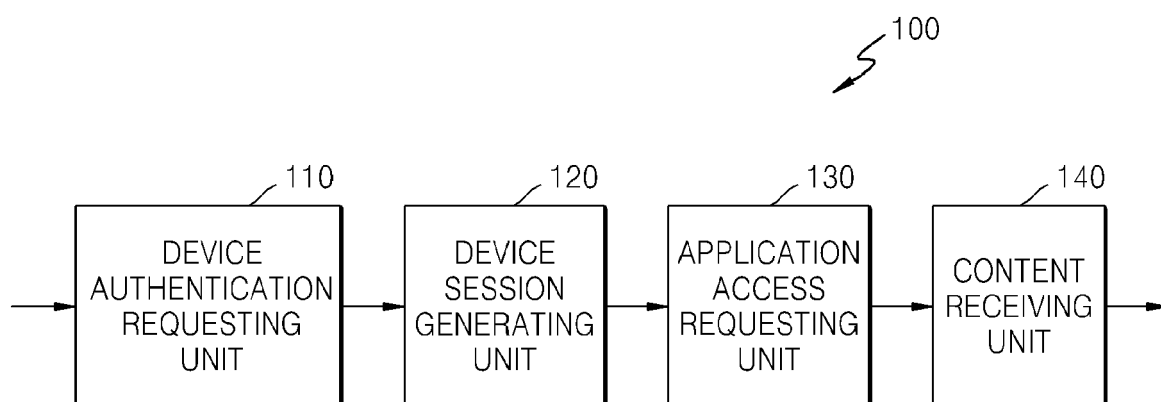 100
110
120
130
140
DEVICE
AUTHENTICATION
REQUESTING
UNIT
DEVICE
SESSION
GENERATING
UNIT
APPLICATION
ACCESS
REQUESTING
UNIT
CONTENT
RECEIVING
UNIT